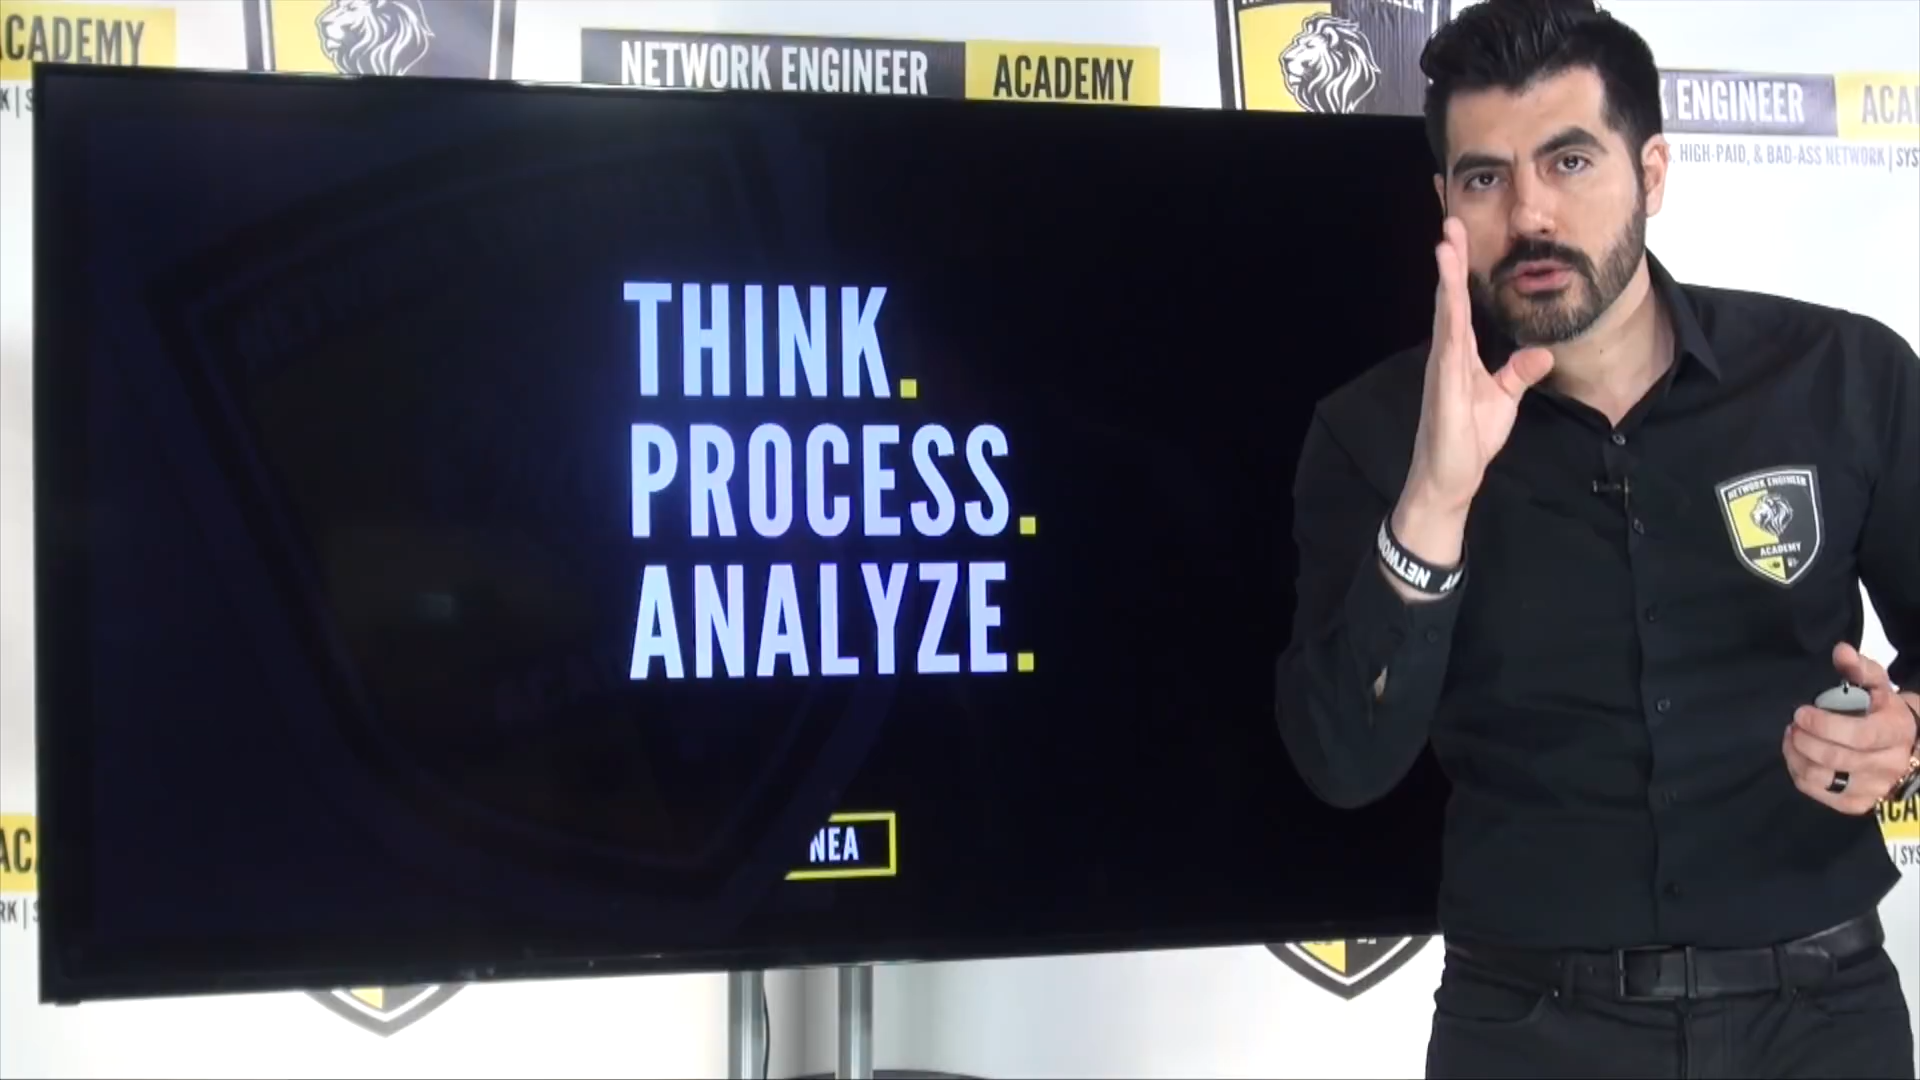 ACADEMY
NETWORK ENGINEER ACADEMY
ENGINEER
HIGH-PAID, & BAD-ASS NETWORK | SYS
THINK.
PROCESS.
ANALYZE.
NEA
NETWORK ENGINEER
ACADEMY